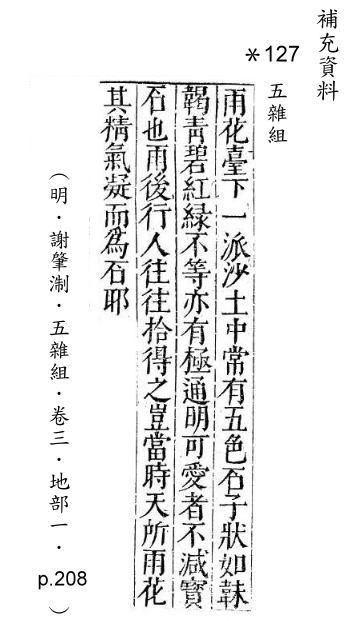 補充資料
＊127
五雜組
雨花臺下一派沙土中常有五色石子狀如靺
鞨青碧紅綠不等亦有極通明可愛者不減寳
石也雨後行人往往拾得之豈當時天所雨花
其精氣凝而為石耶
（明．謝肇淛．五雜組．卷三．地部一．p.208）